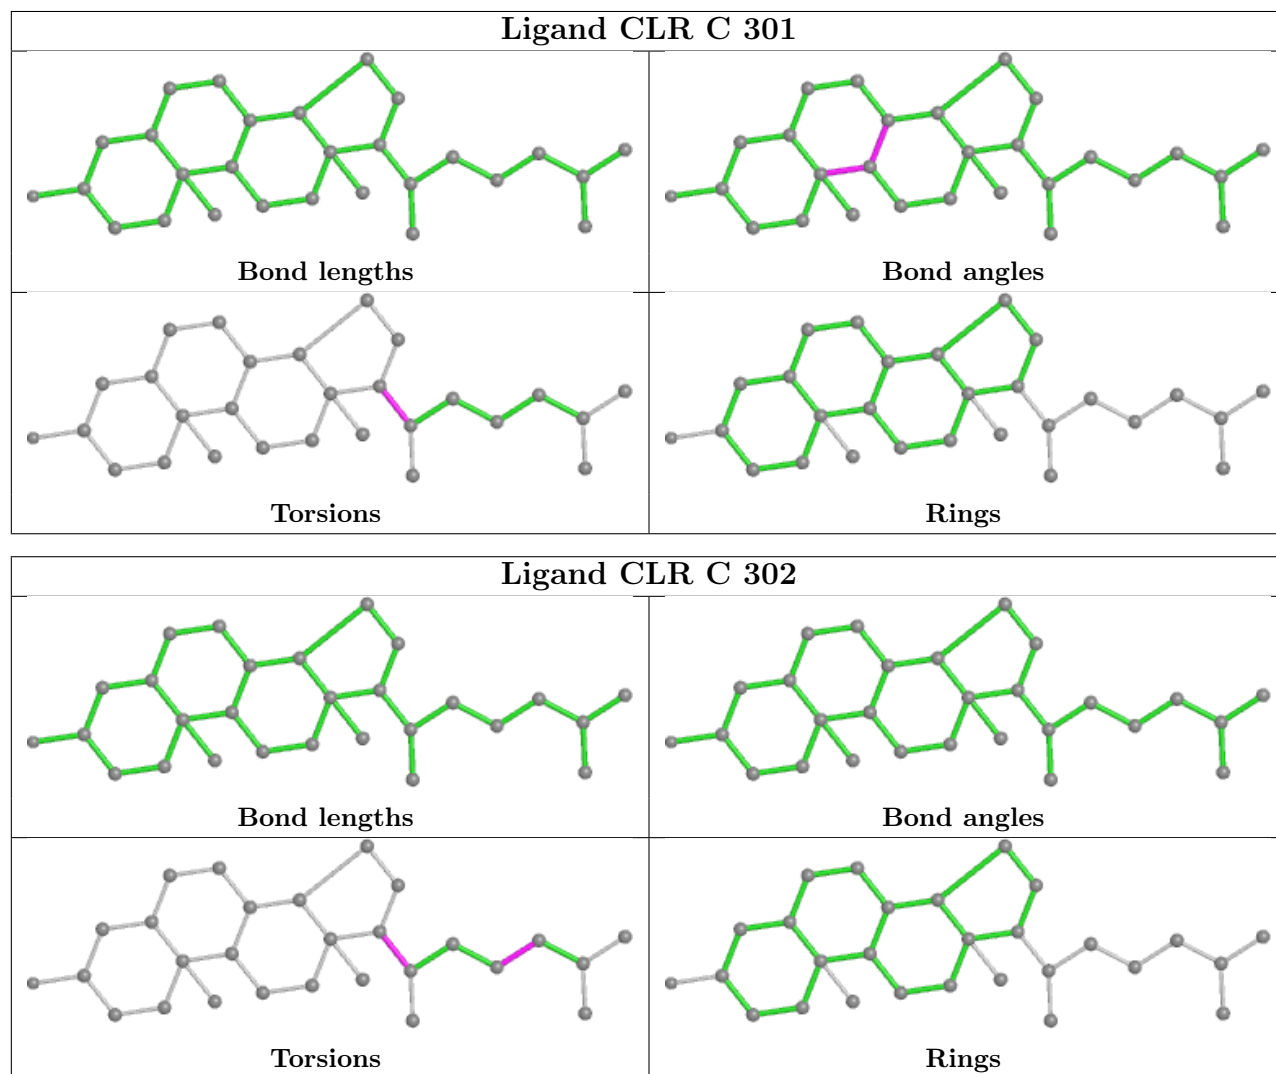 Ligand CLR C 301
Bond lengths
Bond angles
Torsions
Rings
Ligand CLR C 302
Bond lengths
Bond angles
Torsions
Rings